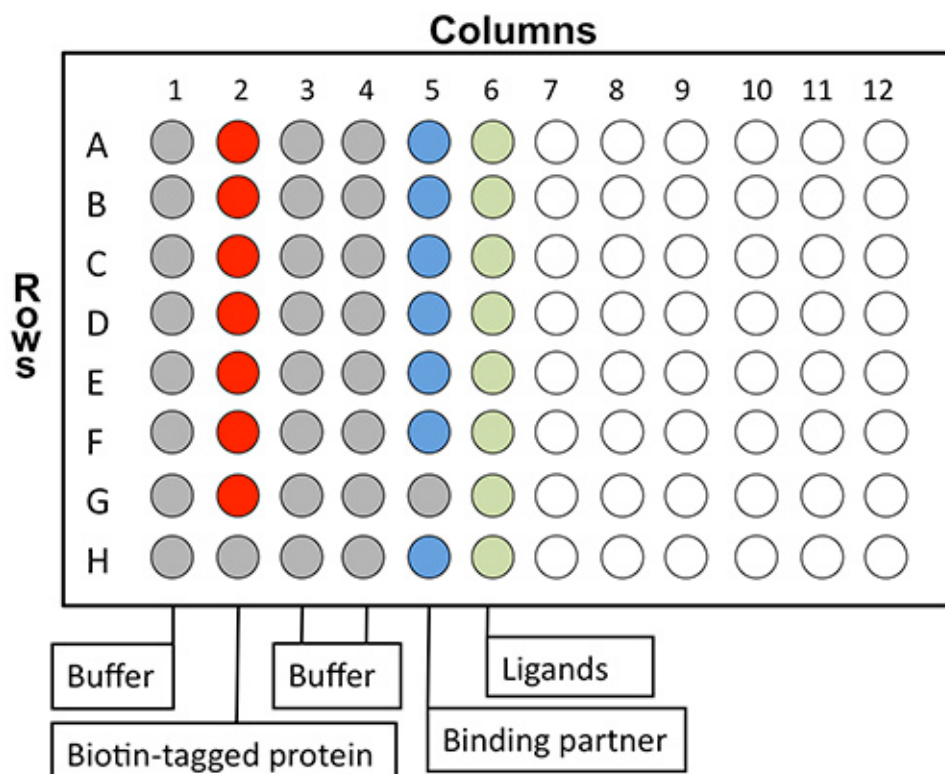 Columns
1 2 3 4 5 6 7 8 9 10 11 12
Rows
A
B
C
D
E
F
G
H
Buffer
Buffer
Ligands
Biotin-tagged protein
Binding partner